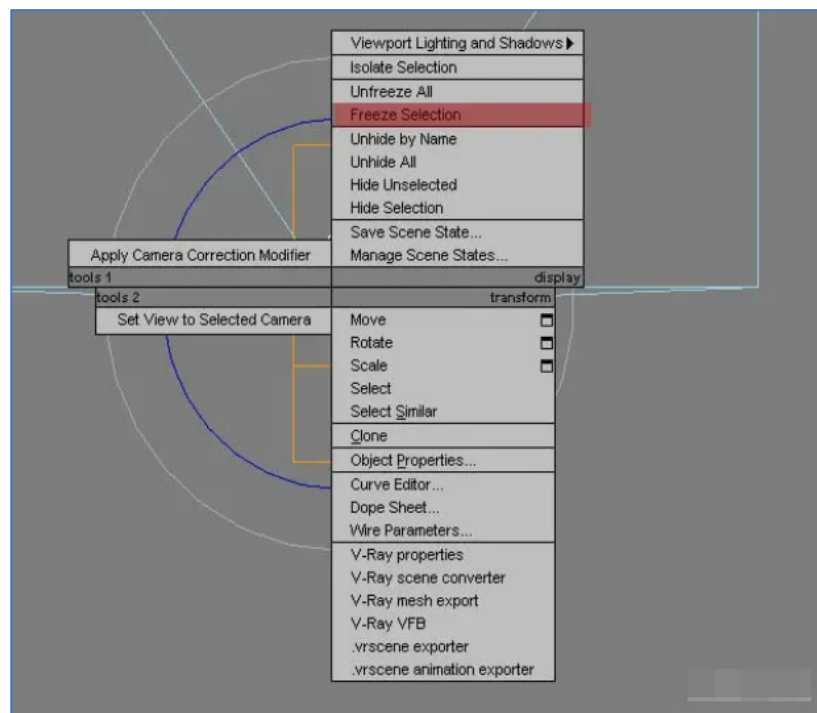 Viewport Lighting and Shadows
Isolate Selection
Unfreeze All
Freeze Selection
Unhide by Name
Unhide All
Hide Unselected
Hide Selection
Save Scene State...
Apply Camera Correction Modifier
Manage Scene States...
tools 1
display
tools 2
transform
Set View to Selected Camera
Move
Rotate
Scale
Select
Select Similar
Clone
Object Properties...
Curve Editor...
Dope Sheet...
Wire Parameters...
V-Ray properties
V-Ray scene converter
V-Ray mesh export
V-Ray VFB
.vrscene exporter
.vrscene animation exporter